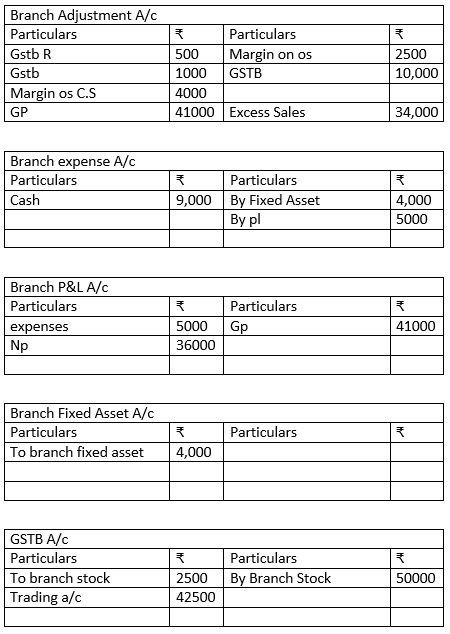 Branch Adjustment A/c
Particulars ₹ Particulars ₹
Gstb R 500 Margin on os 2500
Gstb 1000 GSTB 10,000
Margin os C.S 4000
GP 41000 Excess Sales 34,000
Branch expense A/c
Particulars ₹ Particulars ₹
Cash 9,000 By Fixed Asset 4,000
By pl 5000
Branch P&L A/c
Particulars ₹ Particulars ₹
expenses 5000 Gp 41000
Np 36000
Branch Fixed Asset A/c
Particulars ₹ Particulars ₹
To branch fixed asset 4,000
GSTB A/c
Particulars ₹ Particulars ₹
To branch stock 2500 By Branch Stock 50000
Trading a/c 42500